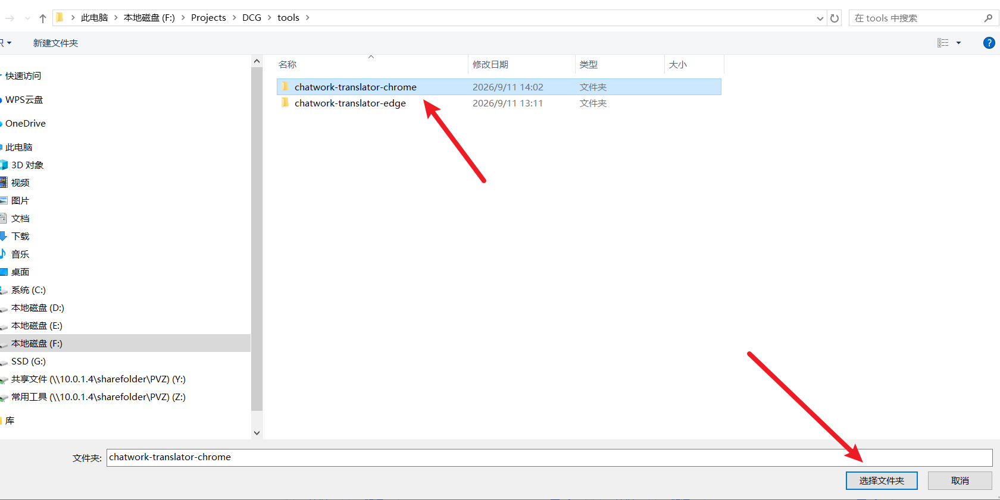 此电脑 > 本地磁盘 (F:) > Projects > DCG > tools >
在 tools 中搜索
新建文件夹
名称 修改日期 类型 大小
chatwork-translator-chrome 2026/9/11 14:02 文件夹
chatwork-translator-edge 2026/9/11 13:11 文件夹
快速访问
WPS云盘
OneDrive
此电脑
3D 对象
视频
图片
文档
下载
音乐
桌面
系统 (C:)
本地磁盘 (D:)
本地磁盘 (E:)
本地磁盘 (F:)
SSD (G:)
共享文件 (\\10.0.1.4\sharefolder\PVZ) (Y:)
常用工具 (\\10.0.1.4\sharefolder\PVZ) (Z:)
库
文件夹: chatwork-translator-chrome
选择文件夹 取消